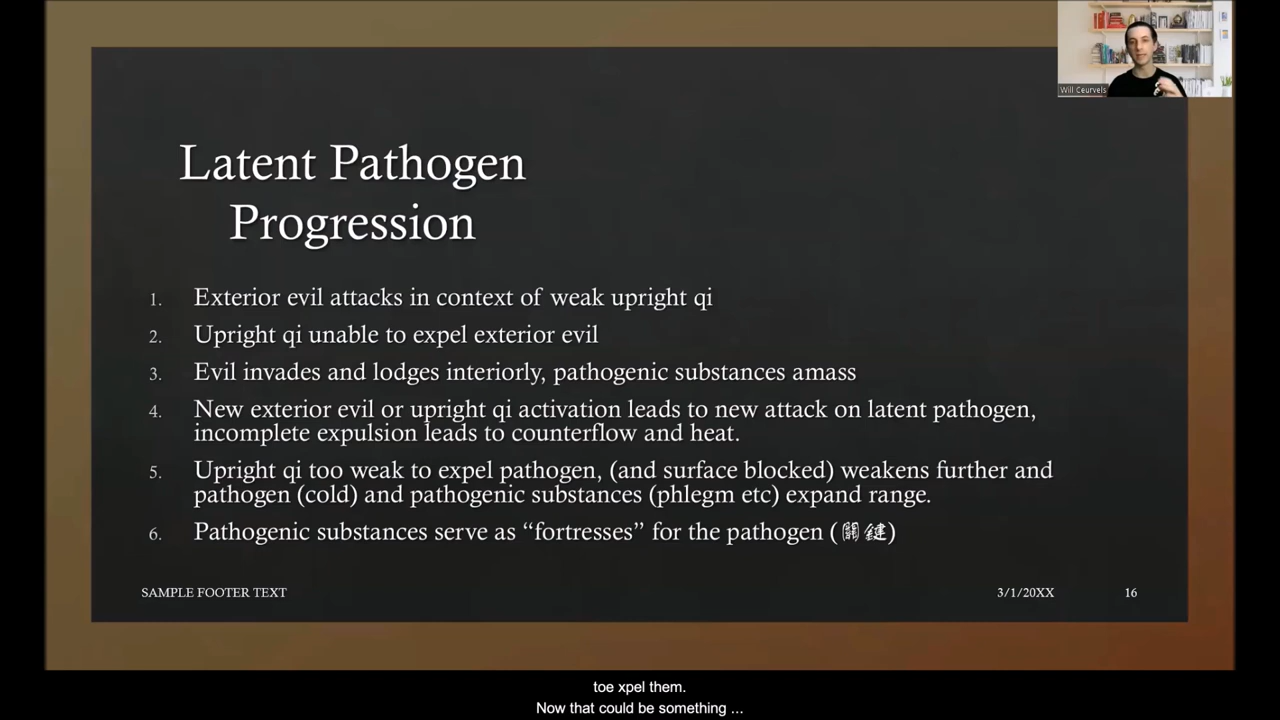 Will Ceurvels
Latent Pathogen
Progression
1. Exterior evil attacks in context of weak upright qi
2. Upright qi unable to expel exterior evil
3. Evil invades and lodges interiorly, pathogenic substances amass
4. New exterior evil or upright qi activation leads to new attack on latent pathogen,
incomplete expulsion leads to counterflow and heat.
5. Upright qi too weak to expel pathogen, (and surface blocked) weakens further and
pathogen (cold) and pathogenic substances (phlegm etc) expand range.
6. Pathogenic substances serve as “fortresses” for the pathogen (關鍵)
SAMPLE FOOTER TEXT
3/1/20XX
16
toe xpel them.
Now that could be something ...